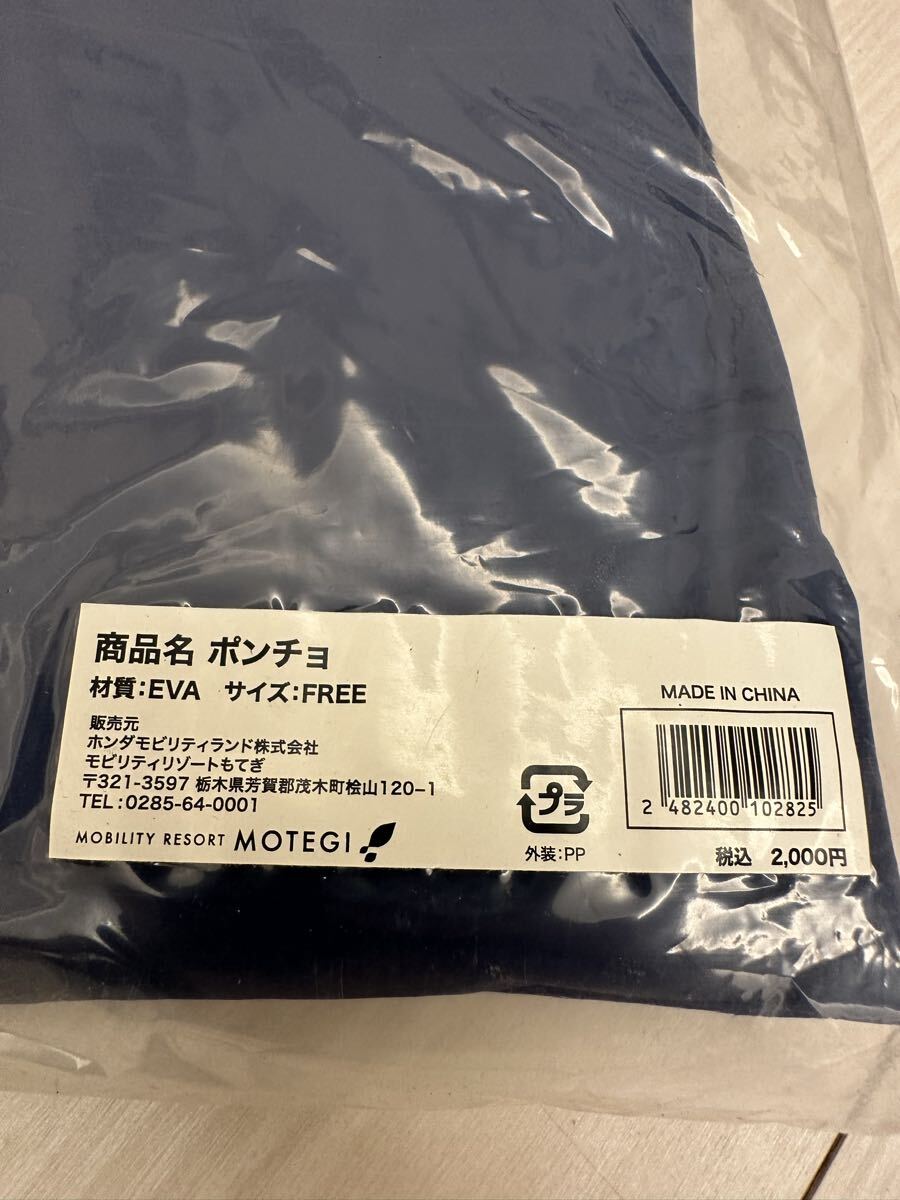 商品名 ポンチョ
材質:EVA サイズ:FREE
販売元
ホンダモビリティランド株式会社
モビリティリゾートもてぎ
〒321-3597 栃木県芳賀郡茂木町桧山120-1
TEL:0285-64-0001
MOBILITY RESORT MOTEGI
プラ
外装:PP
MADE IN CHINA
2 482400 102825
税込 2,000円